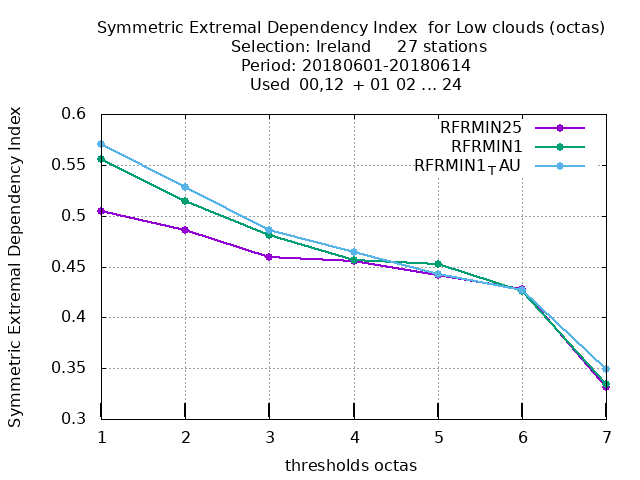 Symmetric Extremal Dependency Index  for Low clouds (octas)
Selection: Ireland     27 stations
Period: 20180601-20180614
Used  00,12  + 01 02 ... 24
Symmetric Extremal Dependency Index
0.6
0.55
0.5
0.45
0.4
0.35
0.3
RFRMIN25
RFRMIN1
RFRMIN1TAU
1 2 3 4 5 6 7
thresholds octas